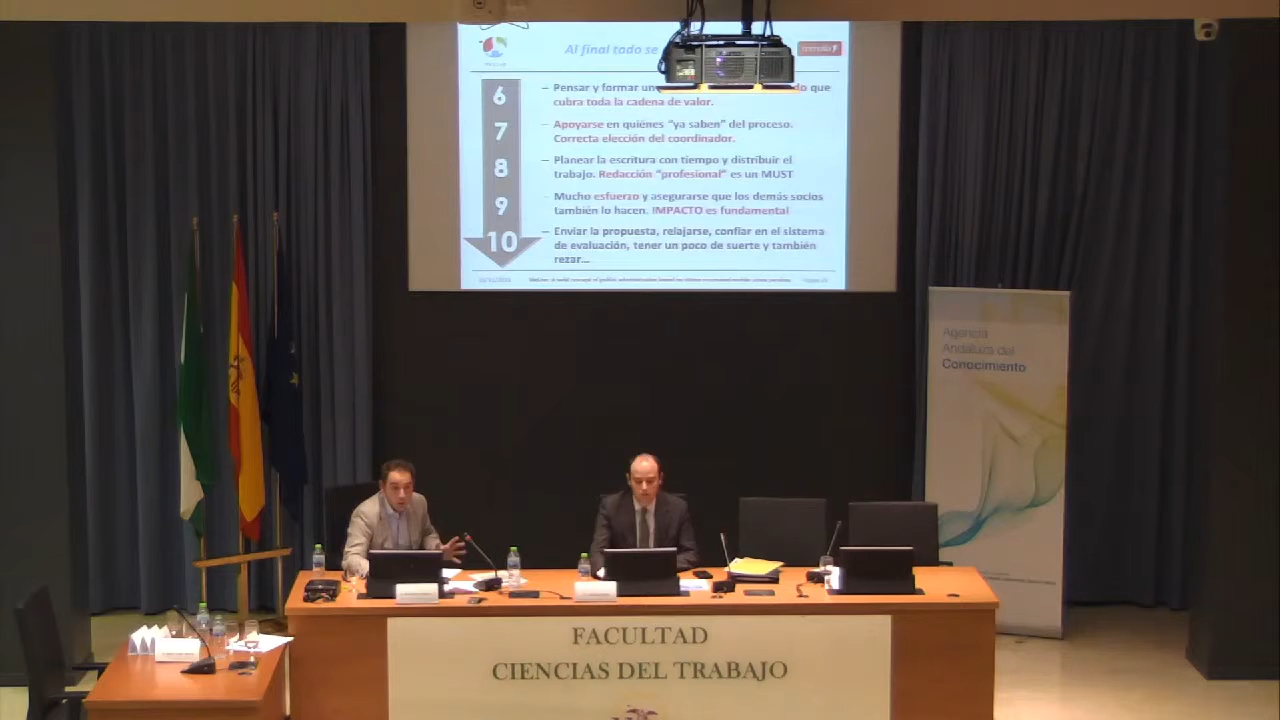 Al final todo se
6
– Pensar y formar un
que
cubra toda la cadena de valor.
7
– Apoyarse en quiénes "ya saben" del proceso.
Correcta elección del coordinador.
8
– Planear la escritura con tiempo y distribuir el
trabajo. Redacción "profesional" es un MUST
9
– Mucho esfuerzo y asegurarse que los demás socios
también lo hacen. IMPACTO es fundamental
10
– Enviar la propuesta, relajarse, confiar en el sistema
de evaluación, tener un poco de suerte y también
rezar...
Agencia
Andaluza del
Conocimiento
FACULTAD
CIENCIAS DEL TRABAJO